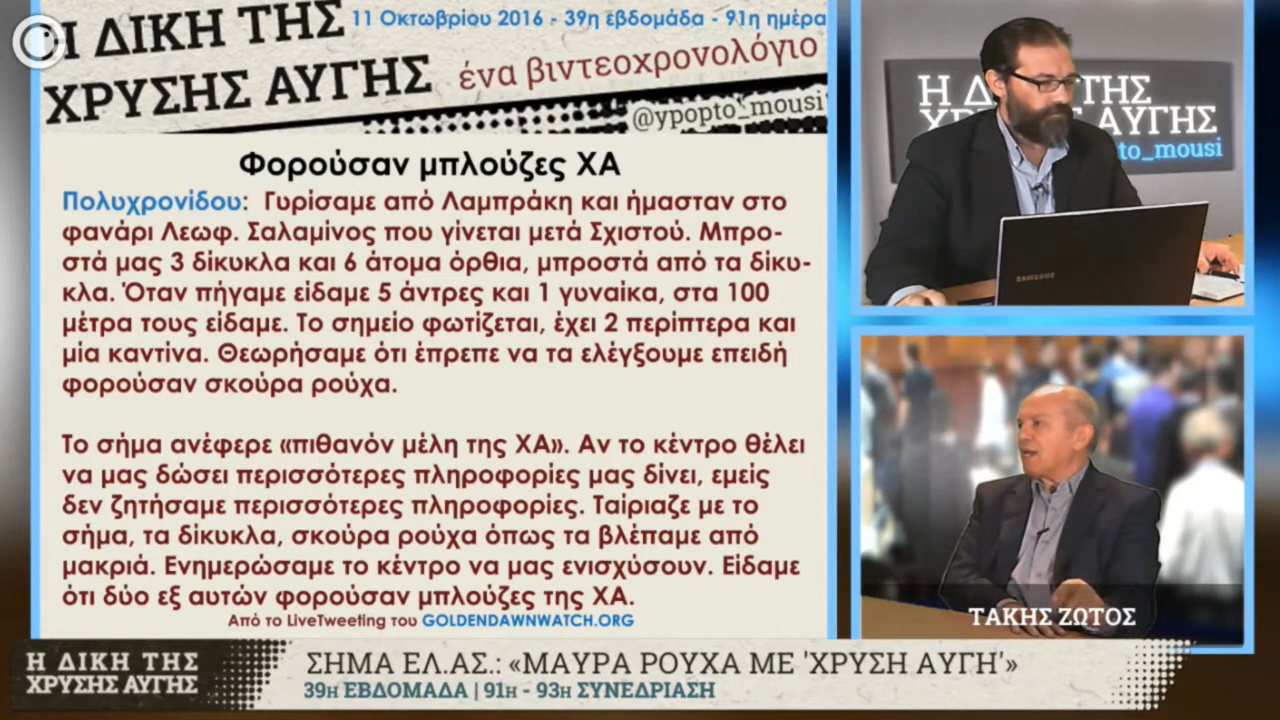 Η ΔΙΚΗ ΤΗΣ
ΧΡΥΣΗΣ ΑΥΓΗΣ
11 Οκτωβρίου 2016 - 39η εβδομάδα - 91η ημέρα
ένα βιντεοχρονολόγιο
@ypopto_mousi
Φορούσαν μπλούζες ΧΑ
Πολυχρονίδου: Γυρίσαμε από Λαμπράκη και ήμασταν στο
φανάρι Λεωφ. Σαλαμίνος που γίνεται μετά Σχιστού. Μπρο-
στά μας 3 δίκυκλα και 6 άτομα όρθια, μπροστά από τα δίκυ-
κλα. Όταν πήγαμε είδαμε 5 άντρες και 1 γυναίκα, στα 100
μέτρα τους είδαμε. Το σημείο φωτίζεται, έχει 2 περίπτερα και
μία καντίνα. Θεωρήσαμε ότι έπρεπε να τα ελέγξουμε επειδή
φορούσαν σκούρα ρούχα.
Το σήμα ανέφερε «πιθανόν μέλη της ΧΑ». Αν το κέντρο θέλει
να μας δώσει περισσότερες πληροφορίες μας δίνει, εμείς
δεν ζητήσαμε περισσότερες πληροφορίες. Ταίριαζε με το
σήμα, τα δίκυκλα, σκούρα ρούχα όπως τα βλέπαμε από
μακριά. Ενημερώσαμε το κέντρο να μας ενισχύσουν. Είδαμε
ότι δύο εξ αυτών φορούσαν μπλούζες της ΧΑ.
Από το LiveTweeting του GOLDENDAWNWATCH.ORG
SAMSUNG
ΤΑΚΗΣ ΖΩΤΟΣ
Η ΔΙΚΗ ΤΗΣ
ΧΡΥΣΗΣ ΑΥΓΗΣ
ΣΗΜΑ ΕΛ.ΑΣ.: «ΜΑΥΡΑ ΡΟΥΧΑ ΜΕ 'ΧΡΥΣΗ ΑΥΓΗ'»
39η ΕΒΔΟΜΑΔΑ | 91η - 93η ΣΥΝΕΔΡΙΑΣΗ